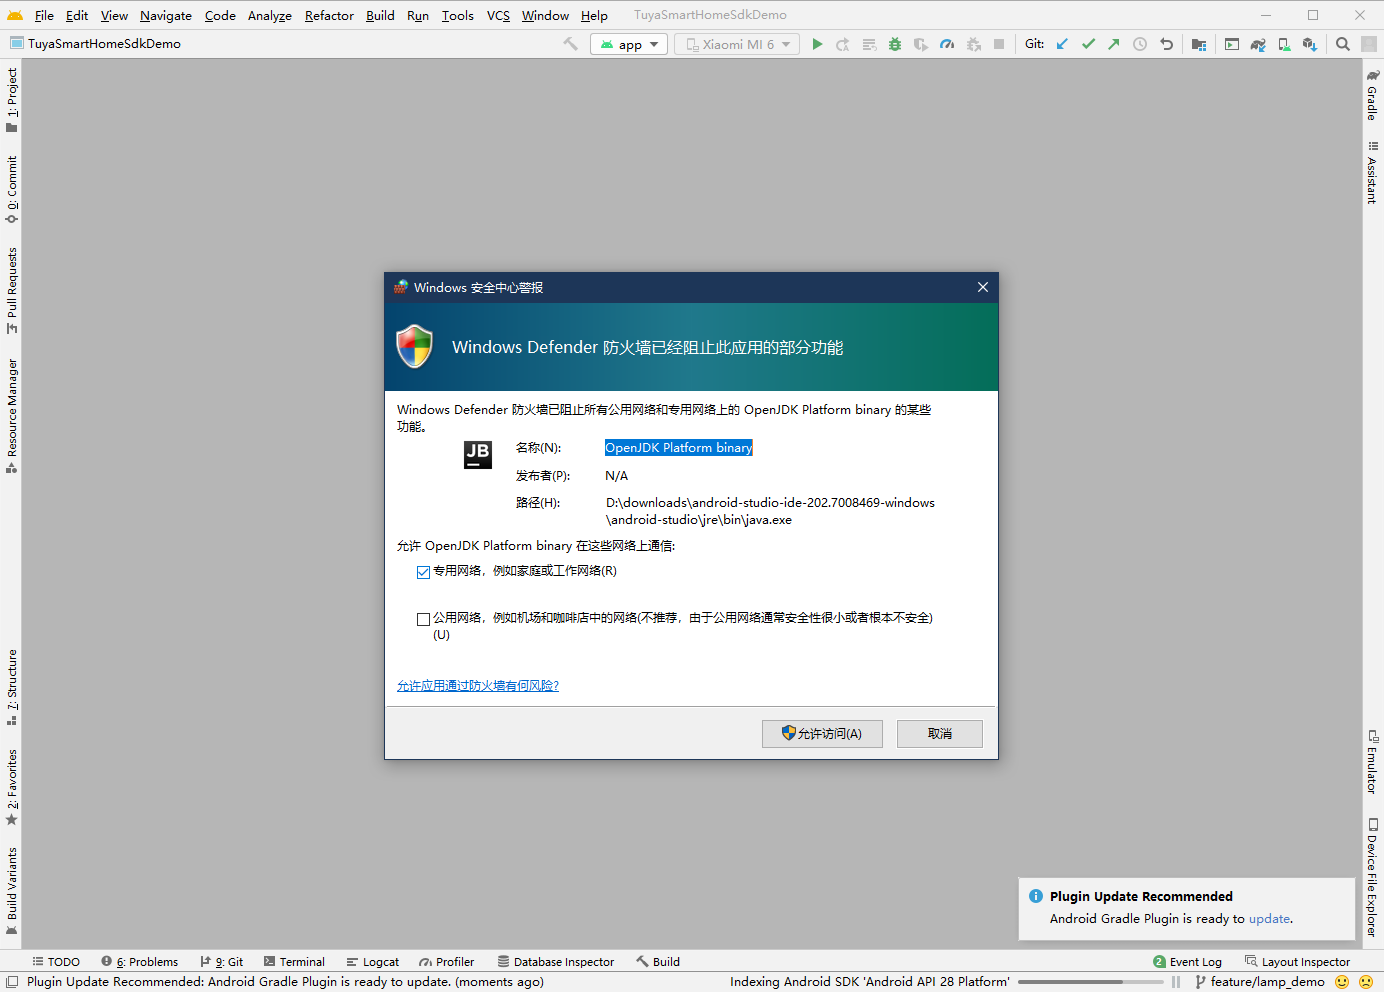 File Edit View Navigate Code Analyze Refactor Build Run Tools VCS Window Help TuyaSmartHomeSdkDemo
TuyaSmartHomeSdkDemo app Xiaomi MI 6 Git:
1: Project
0: Commit
Pull Requests
Resource Manager
7: Structure
2: Favorites
Build Variants
Gradle
Assistant
Emulator
Device File Explorer
Windows 安全中心警报
Windows Defender 防火墙已经阻止此应用的部分功能
Windows Defender 防火墙已阻止所有公用网络和专用网络上的 OpenJDK Platform binary 的某些
功能。
JB
名称(N): OpenJDK Platform binary
发布者(P): N/A
路径(H): D:\downloads\android-studio-ide-202.7008469-windows
\android-studio\jre\bin\java.exe
允许 OpenJDK Platform binary 在这些网络上通信:
专用网络，例如家庭或工作网络(R)
公用网络，例如机场和咖啡店中的网络(不推荐，由于公用网络通常安全性很小或者根本不安全)
(U)
允许应用通过防火墙有何风险?
允许访问(A) 取消
Plugin Update Recommended
Android Gradle Plugin is ready to update.
TODO 6: Problems 9: Git Terminal Logcat Profiler Database Inspector Build 2 Event Log Layout Inspector
Plugin Update Recommended: Android Gradle Plugin is ready to update. (moments ago) Indexing Android SDK 'Android API 28 Platform' feature/lamp_demo